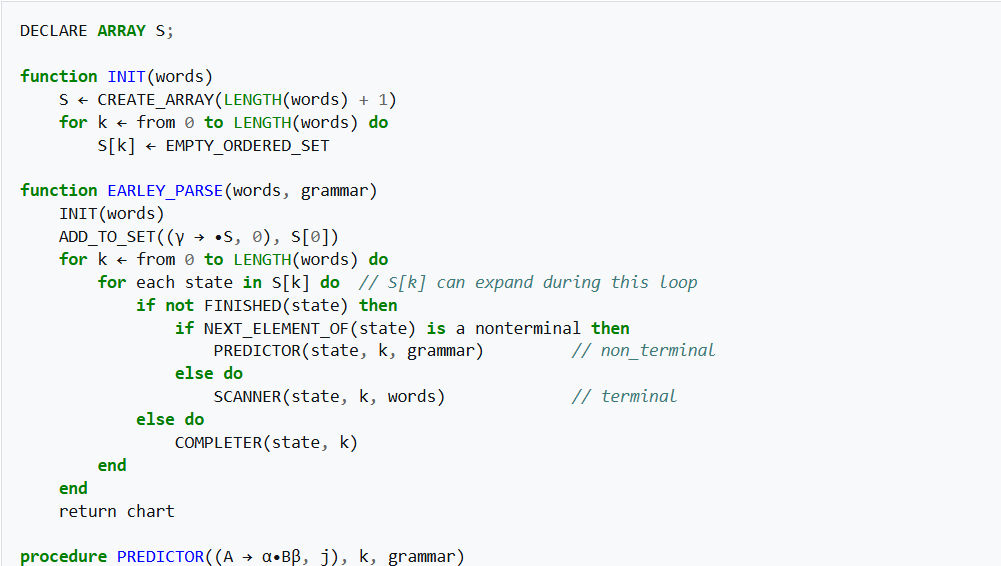 DECLARE ARRAY S;
function INIT(words)
S ← CREATE_ARRAY(LENGTH(words) + 1)
for k ← from 0 to LENGTH(words) do
S[k] ← EMPTY_ORDERED_SET
function EARLEY_PARSE(words, grammar)
INIT(words)
ADD_TO_SET((γ → •S, 0), S[0])
for k ← from 0 to LENGTH(words) do
for each state in S[k] do // S[k] can expand during this loop
if not FINISHED(state) then
if NEXT_ELEMENT_OF(state) is a nonterminal then
PREDICTOR(state, k, grammar) // non_terminal
else do
SCANNER(state, k, words) // terminal
else do
COMPLETER(state, k)
end
end
return chart
procedure PREDICTOR((A → α•Bβ, j), k, grammar)